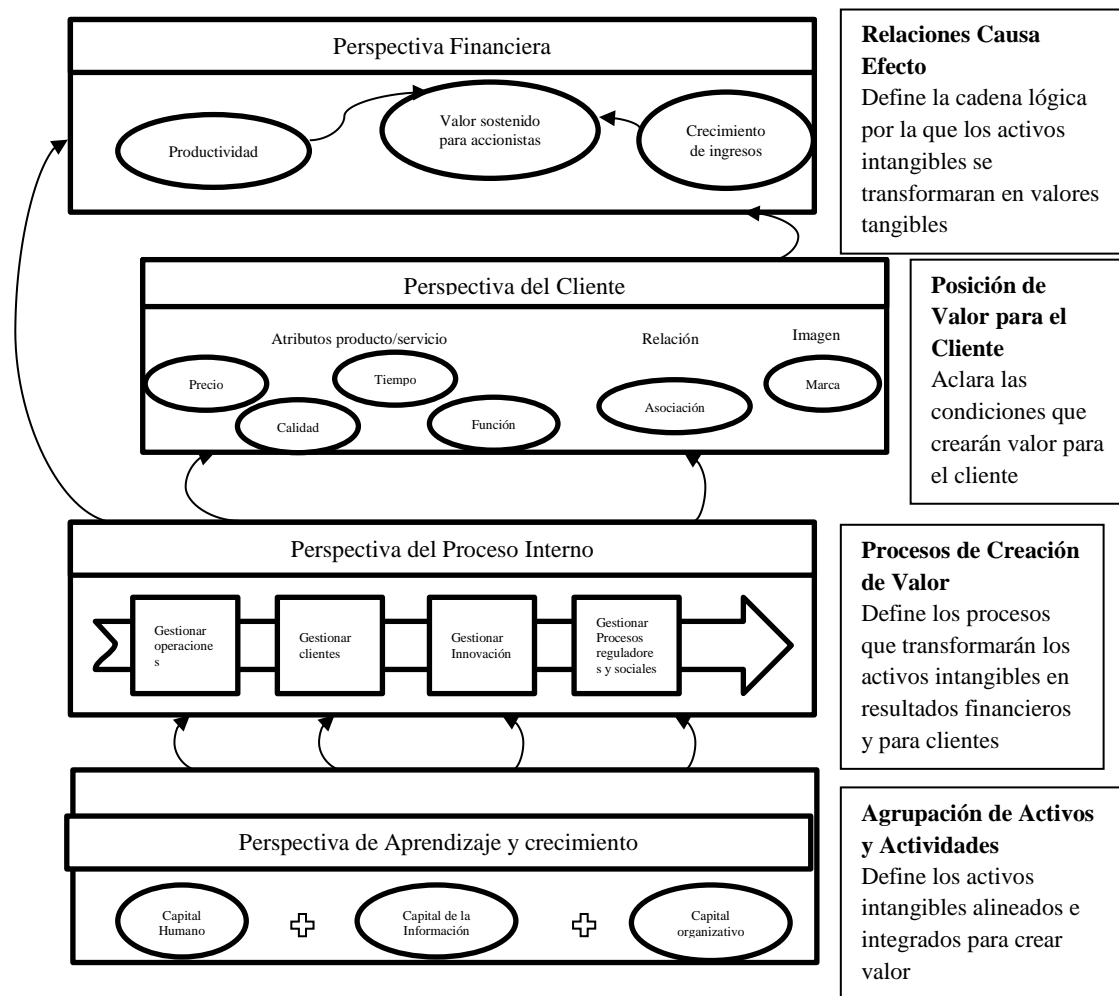 Perspectiva Financiera
Productividad
Valor sostenido
para accionistas
Crecimiento
de ingresos
Relaciones Causa
Efecto
Define la cadena lógica
por la que los activos
intangibles se
transformaran en valores
tangibles
Perspectiva del Cliente
Atributos producto/servicio
Relación
Imagen
Precio
Tiempo
Calidad
Función
Asociación
Marca
Posición de
Valor para el
Cliente
Aclara las
condiciones que
crearán valor para
el cliente
Perspectiva del Proceso Interno
Gestionar
operacione
s
Gestionar
clientes
Gestionar
Innovación
Gestionar
Procesos
reguladore
s y sociales
Procesos de Creación
de Valor
Define los procesos
que transformarán los
activos intangibles en
resultados financieros
y para clientes
Perspectiva de Aprendizaje y crecimiento
Capital
Humano
Capital de la
Información
Capital
organizativo
Agrupación de Activos
y Actividades
Define los activos
intangibles alineados e
integrados para crear
valor